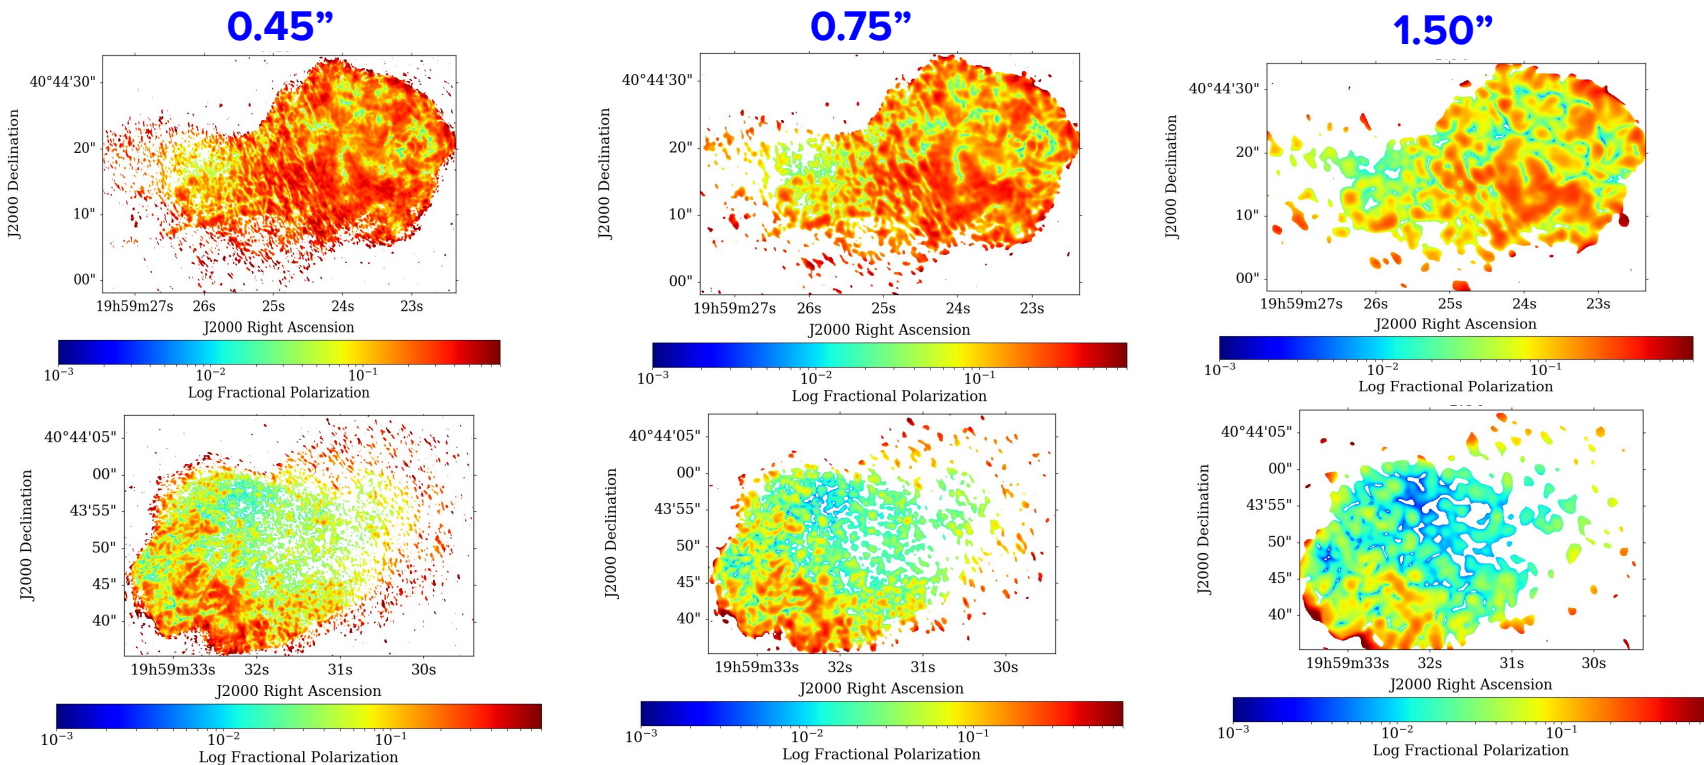 0.45”
0.75”
1.50”
40°44'30"
20"
10"
00"
J2000 Declination
19h59m27s 26s 25s 24s 23s
J2000 Right Ascension
10⁻³ 10⁻² 10⁻¹
Log Fractional Polarization
40°44'30"
20"
10"
00"
J2000 Declination
19h59m27s 26s 25s 24s 23s
J2000 Right Ascension
10⁻³ 10⁻² 10⁻¹
Log Fractional Polarization
40°44'30"
20"
10"
00"
J2000 Declination
19h59m27s 26s 25s 24s 23s
J2000 Right Ascension
10⁻³ 10⁻² 10⁻¹
Log Fractional Polarization
40°44'05"
00"
43'55"
50"
45"
40"
J2000 Declination
19h59m33s 32s 31s 30s
J2000 Right Ascension
10⁻³ 10⁻² 10⁻¹
Log Fractional Polarization
40°44'05"
00"
43'55"
50"
45"
40"
J2000 Declination
19h59m33s 32s 31s 30s
J2000 Right Ascension
10⁻³ 10⁻² 10⁻¹
Log Fractional Polarization
40°44'05"
00"
43'55"
50"
45"
40"
J2000 Declination
19h59m33s 32s 31s 30s
J2000 Right Ascension
10⁻³ 10⁻² 10⁻¹
Log Fractional Polarization